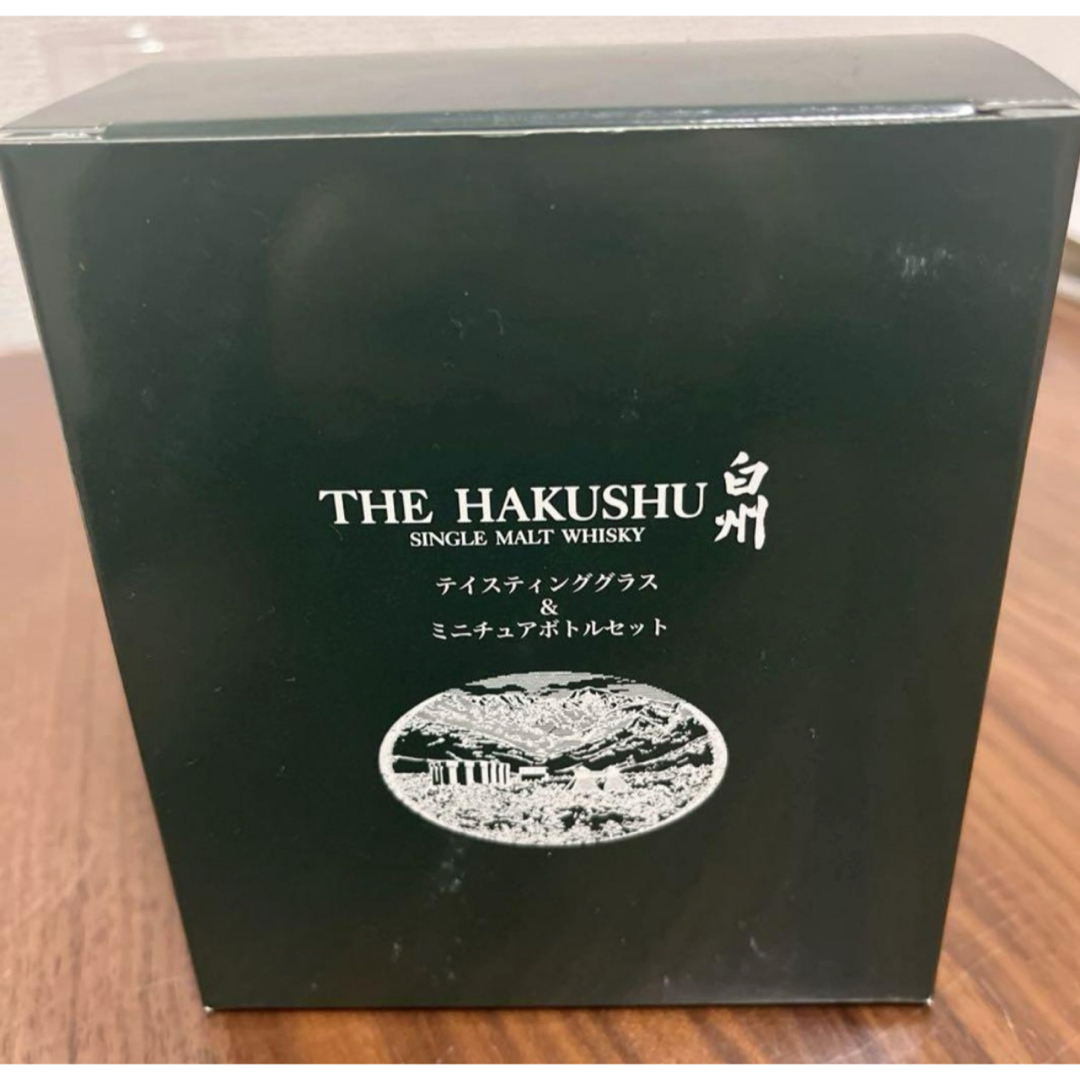 THE HAKUSHU 白州
SINGLE MALT WHISKY
テイスティンググラス
&
ミニチュアボトルセット